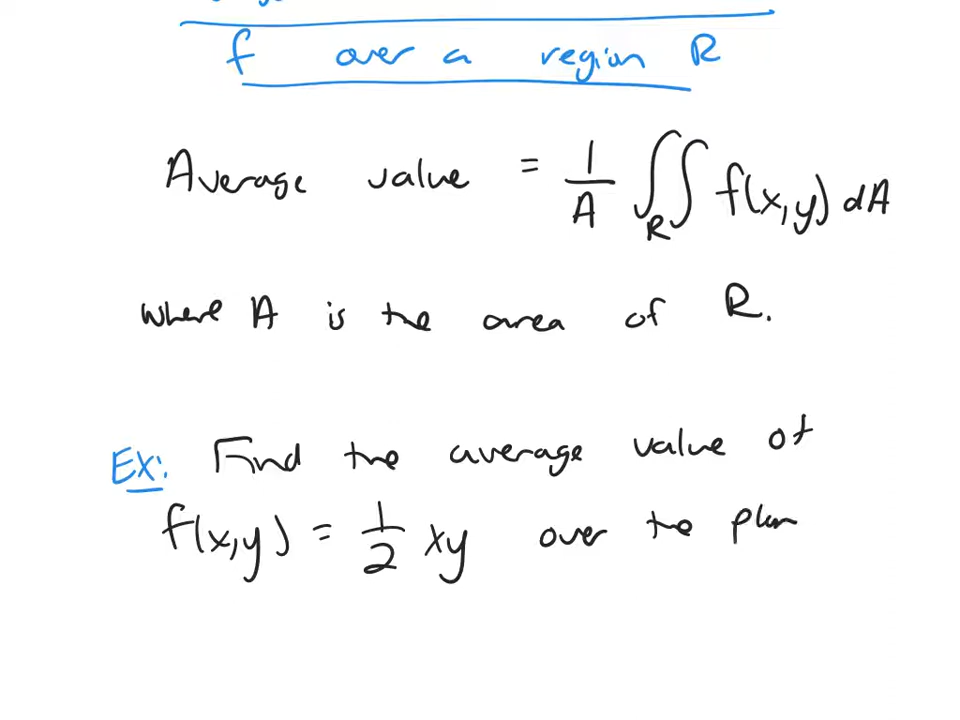 f over a region R
Average value = 1/A ∬_R f(x,y) dA
where A is the area of R.
Ex: Find the average value of
f(x,y) = 1/2 xy over the plan